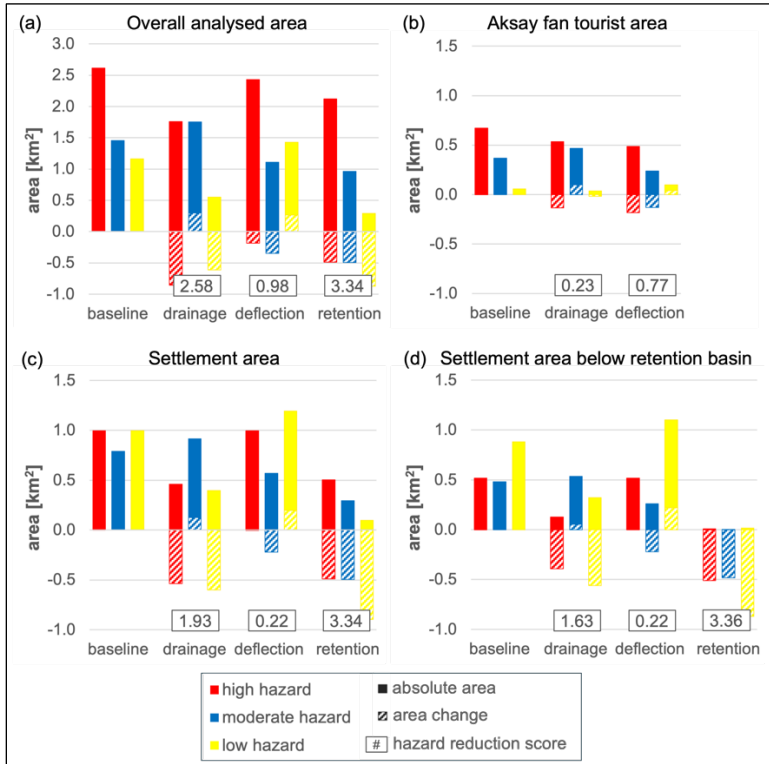 (a) Overall analysed area
3.0
2.5
2.0
1.5
1.0
0.5
0.0
-0.5
-1.0
area [km²]
2.58 0.98 3.34
baseline drainage deflection retention
(b) Aksay fan tourist area
1.5
1.0
0.5
0.0
-0.5
-1.0
area [km²]
0.23 0.77
baseline drainage deflection
(c) Settlement area
1.5
1.0
0.5
0.0
-0.5
-1.0
area [km²]
1.93 0.22 3.34
baseline drainage deflection retention
(d) Settlement area below retention basin
1.5
1.0
0.5
0.0
-0.5
-1.0
area [km²]
1.63 0.22 3.36
baseline drainage deflection retention
high hazard
moderate hazard
low hazard
absolute area
area change
# hazard reduction score